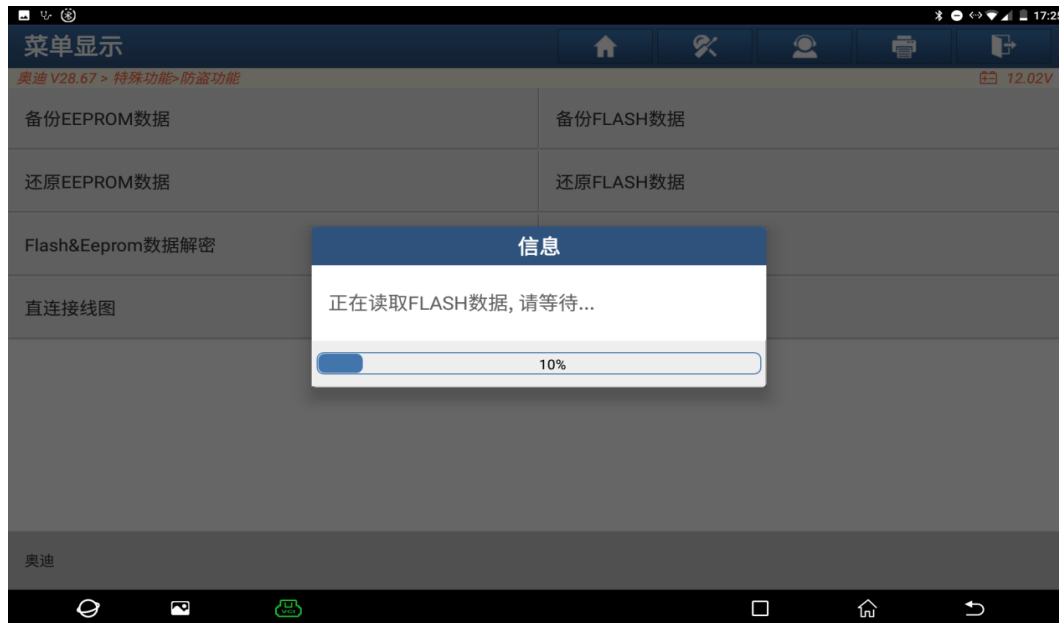 17:25
菜单显示
奥迪 V28.67 > 特殊功能>防盗功能
12.02V
备份EEPROM数据
备份FLASH数据
还原EEPROM数据
还原FLASH数据
Flash&Eeprom数据解密
直连接线图
信息
正在读取FLASH数据, 请等待...
10%
奥迪